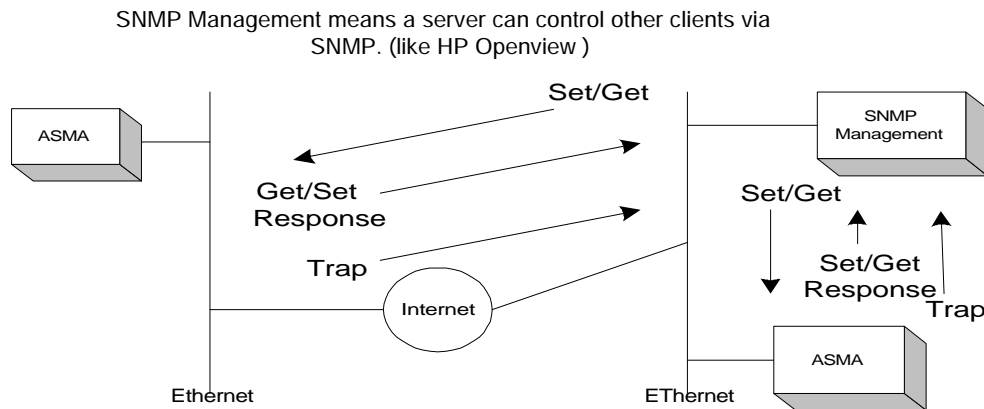 SNMP Management means a server can control other clients via
SNMP. (like HP Openview )
Set/Get
ASMA
SNMP
Management
Get/Set
Response
Set/Get
Trap
Set/Get
Response
Internet
Trap
ASMA
Ethernet
EThernet